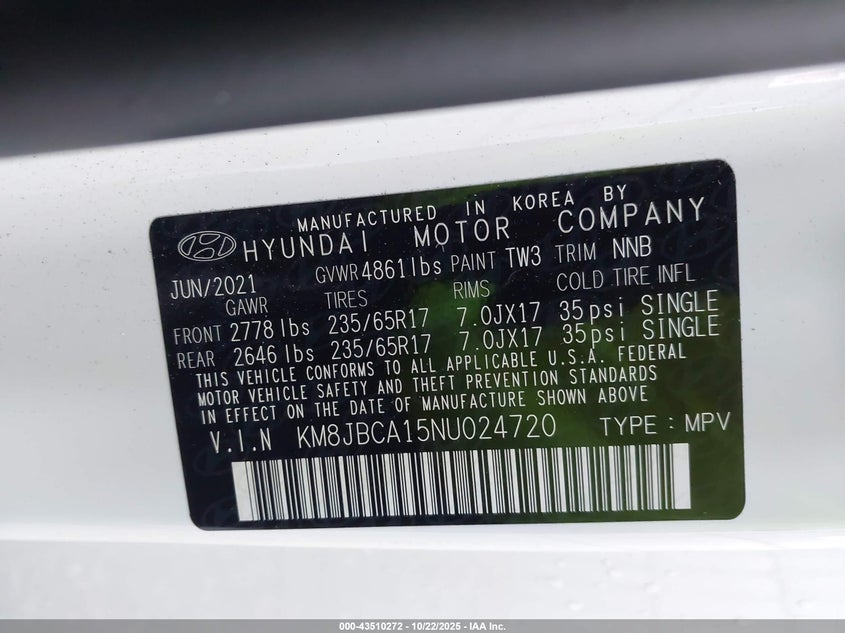 MANUFACTURED IN KOREA BY
HYUNDAI MOTOR COMPANY
JUN/2021 GVWR 4861lbs PAINT TW3 TRIM NNB
GAWR TIRES RIMS COLD TIRE INFL
FRONT 2778 lbs 235/65R17 7.0JX17 35psi SINGLE
REAR 2646 lbs 235/65R17 7.0JX17 35psi SINGLE
THIS VEHICLE CONFORMS TO ALL APPLICABLE U.S.A. FEDERAL
MOTOR VEHICLE SAFETY AND THEFT PREVENTION STANDARDS
IN EFFECT ON THE DATE OF MANUFACTURE SHOWN ABOVE
V.I.N KM8JBCA15NU024720 TYPE : MPV
000-43510272 - 10/22/2025 - IAA Inc.